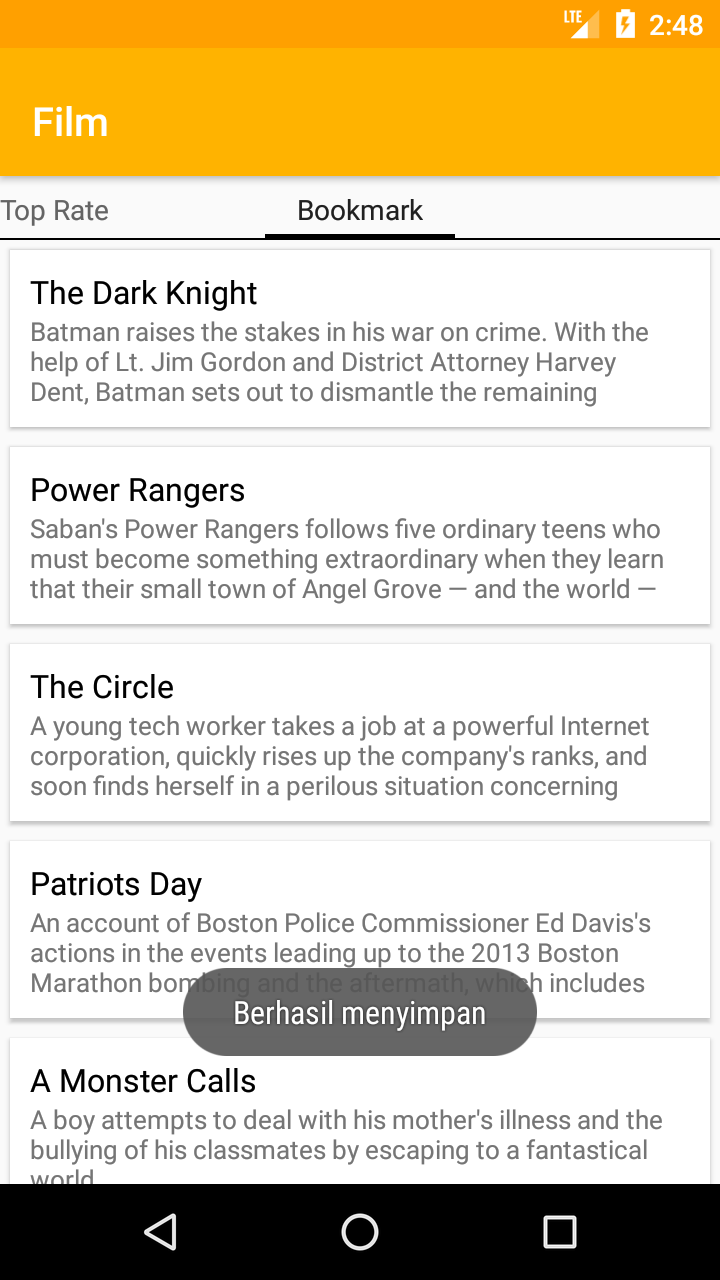 LTE 2:48
Film
Top Rate Bookmark
The Dark Knight
Batman raises the stakes in his war on crime. With the
help of Lt. Jim Gordon and District Attorney Harvey
Dent, Batman sets out to dismantle the remaining
Power Rangers
Saban's Power Rangers follows five ordinary teens who
must become something extraordinary when they learn
that their small town of Angel Grove — and the world —
The Circle
A young tech worker takes a job at a powerful Internet
corporation, quickly rises up the company's ranks, and
soon finds herself in a perilous situation concerning
Patriots Day
An account of Boston Police Commissioner Ed Davis's
actions in the events leading up to the 2013 Boston
Marathon bombing and the aftermath, which includes
Berhasil menyimpan
A Monster Calls
A boy attempts to deal with his mother's illness and the
bullying of his classmates by escaping to a fantastical
world